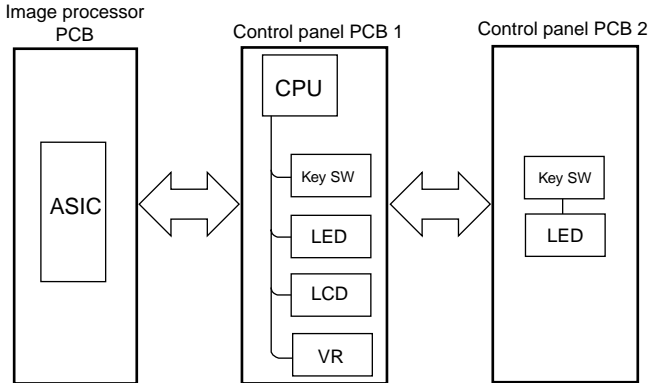 Image processor
PCB
Control panel PCB 1
Control panel PCB 2
CPU
ASIC
Key SW
LED
LCD
VR
Key SW
LED